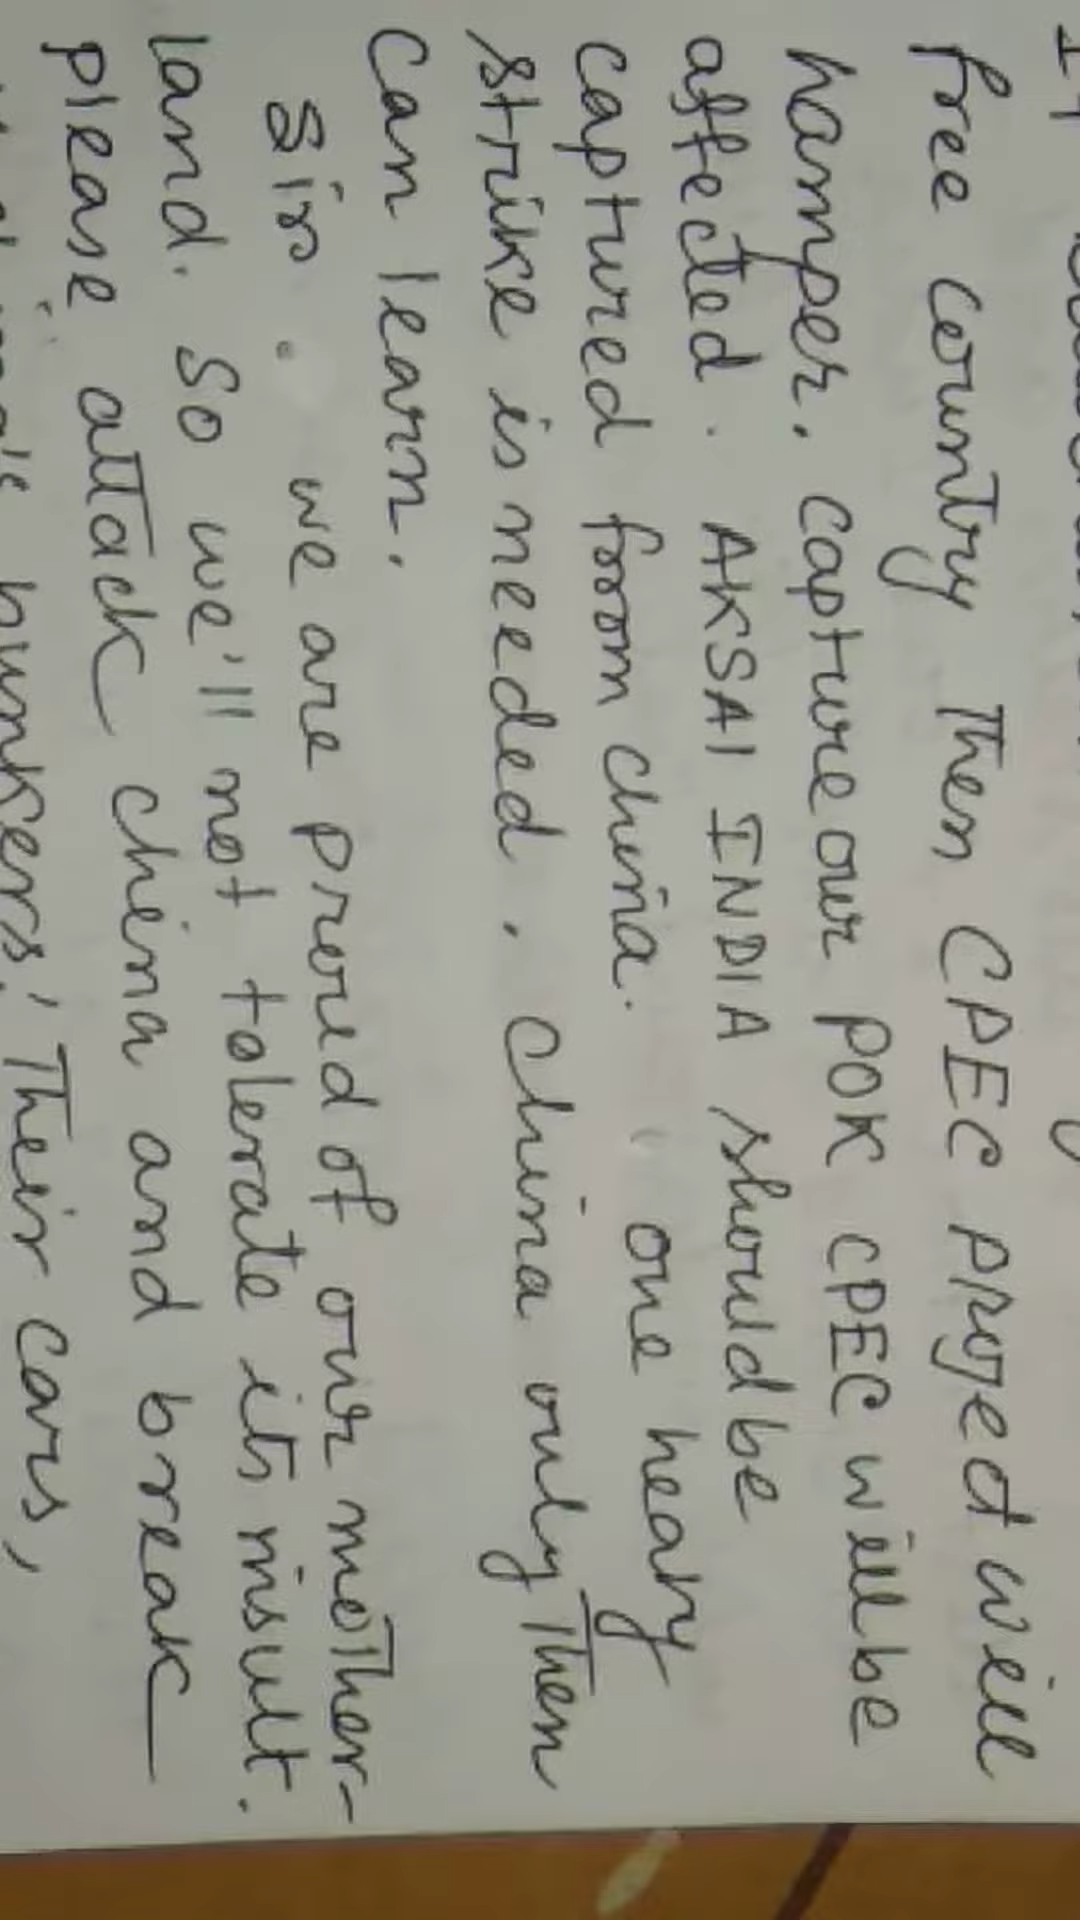 free country Then CPEC project will
hamper. capture our POK CPEC will be
affected. AKSAI INDIA should be
captured from china. one heavy
strike is needed. China only Then
can learn.
Sir. we are proud of our mother-
land. So we'll not tolerate its insult.
please attack china and break
bunkers, Their cars,